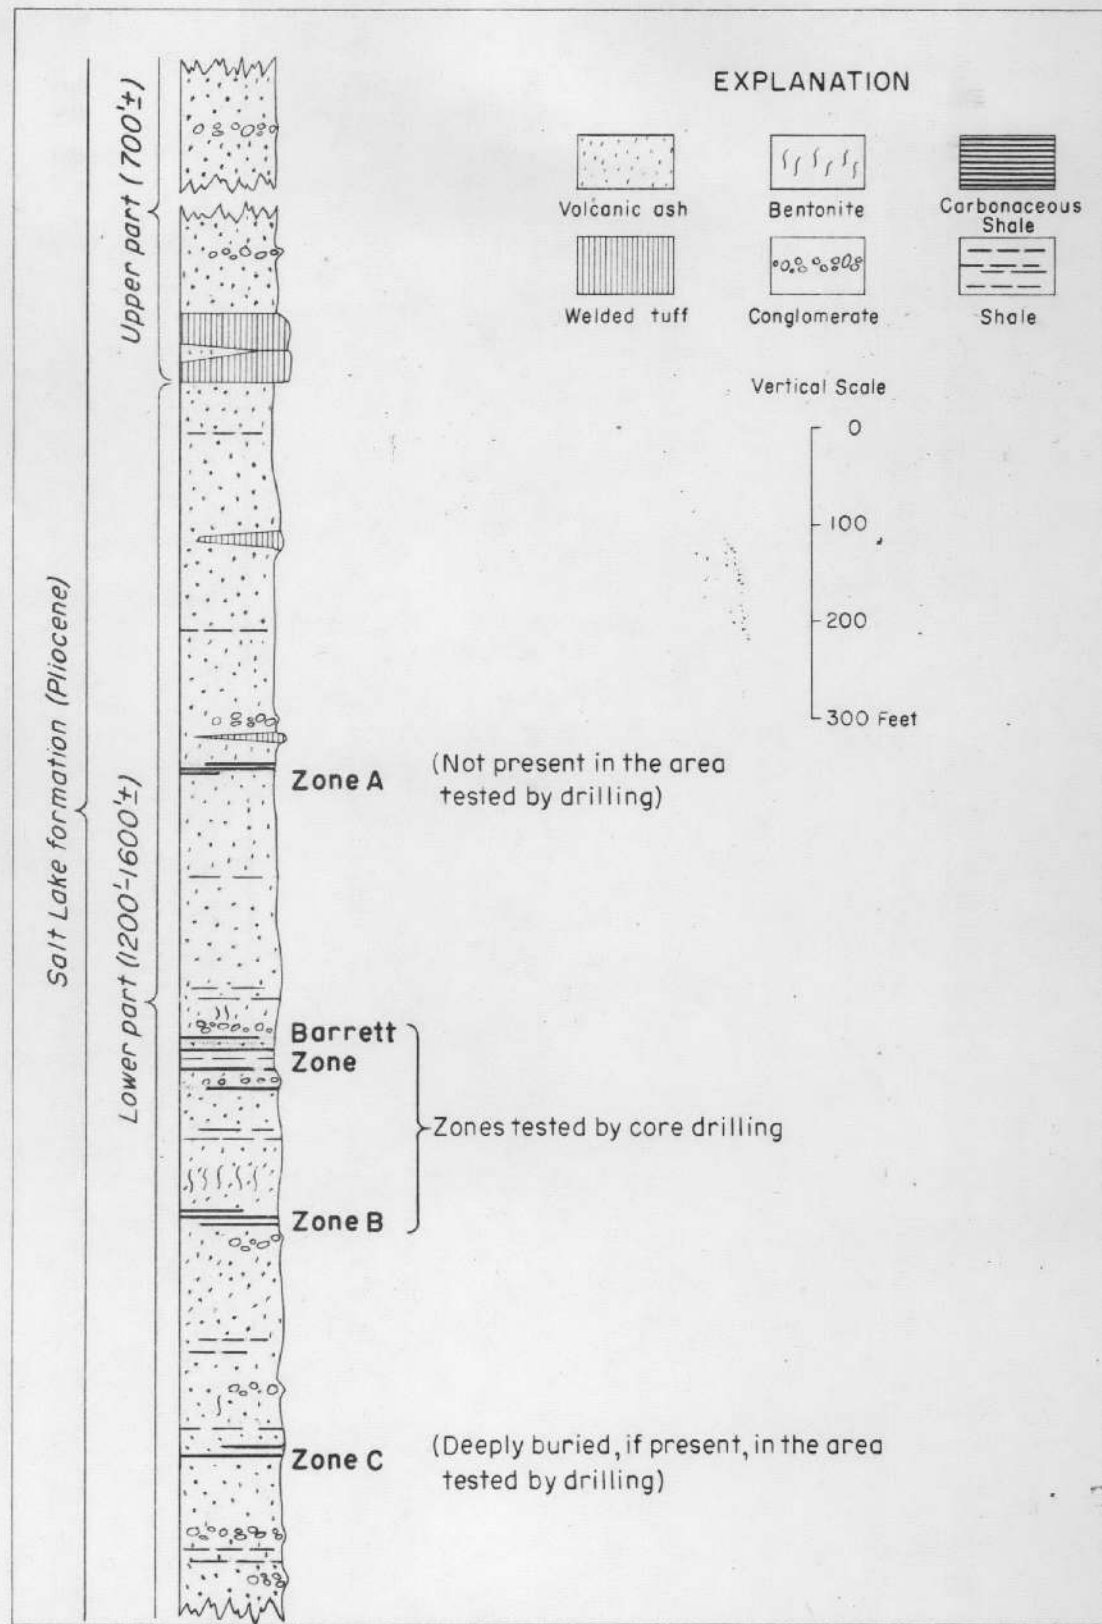 EXPLANATION
Volcanic ash
Bentonite
Carbonaceous
Shale
Welded tuff
Conglomerate
Shale
Vertical Scale
0
100
200
300 Feet
Salt Lake formation (Pliocene)
Upper part (700'±)
Lower part (1200'-1600'±)
Zone A
(Not present in the area
tested by drilling)
Barrett
Zone
Zones tested by core drilling
Zone B
Zone C
(Deeply buried, if present, in the area
tested by drilling)